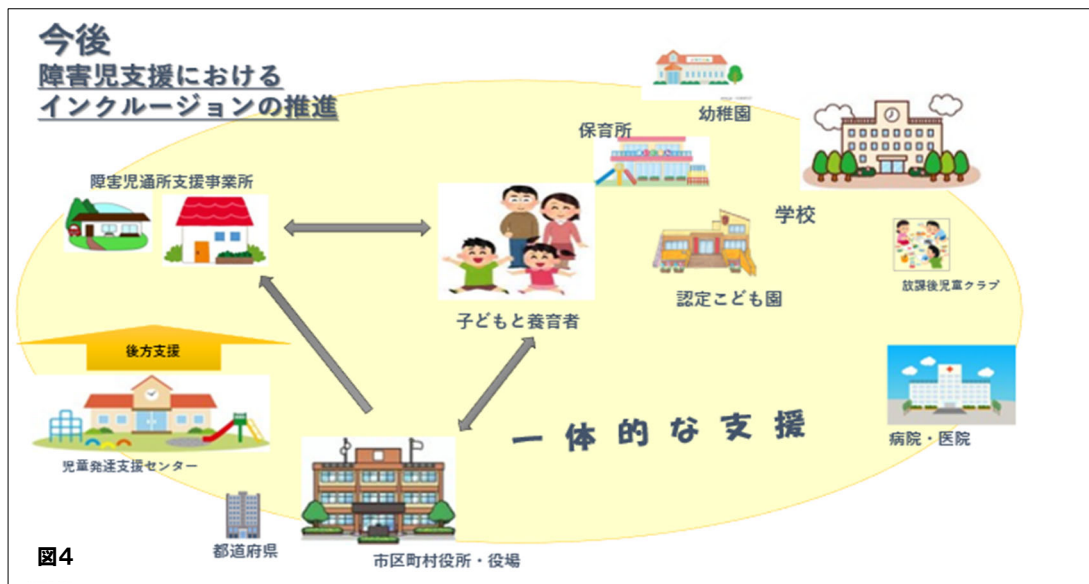 今後
障害児支援における
インクルージョンの推進
幼稚園
保育所
障害児通所支援事業所
学校
認定こども園
放課後児童クラブ
子どもと養育者
後方支援
一体的な支援
病院・医院
児童発達支援センター
都道府県
市区町村役所・役場
図4